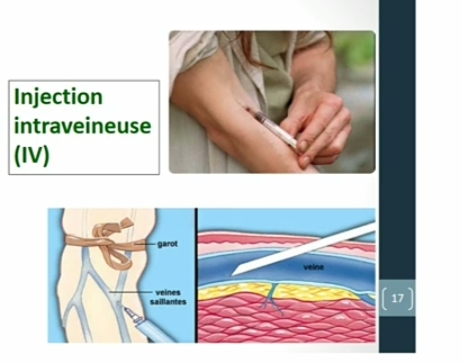 Injection
intraveineuse
(IV)
garot
veines
saillantes
veine
17